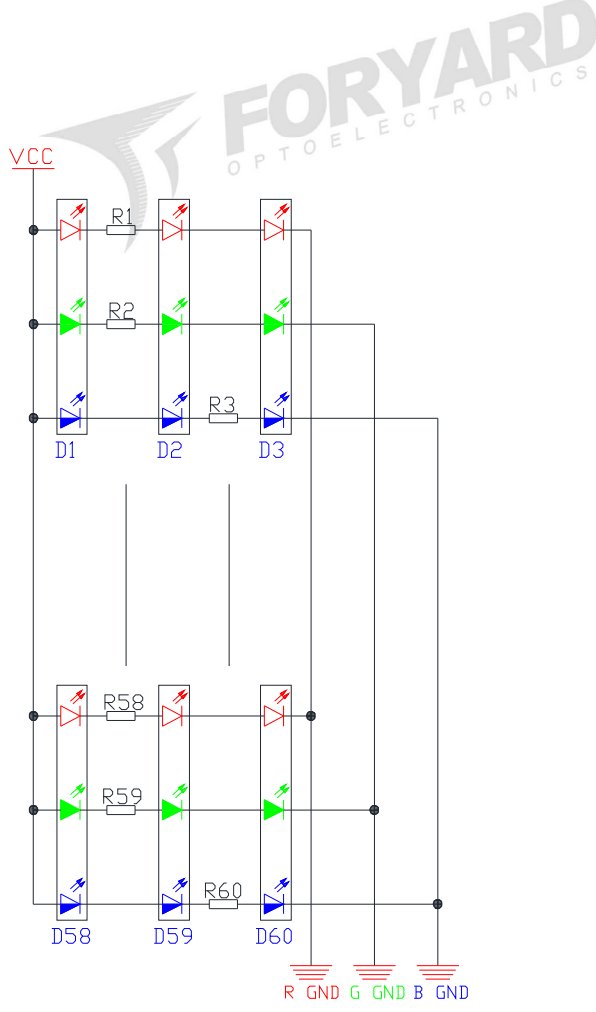 FORYARD
OPTOELECTRONICS
VCC
R1
R2
R3
D1 D2 D3
R58
R59
R60
D58 D59 D60
R GND G GND B GND